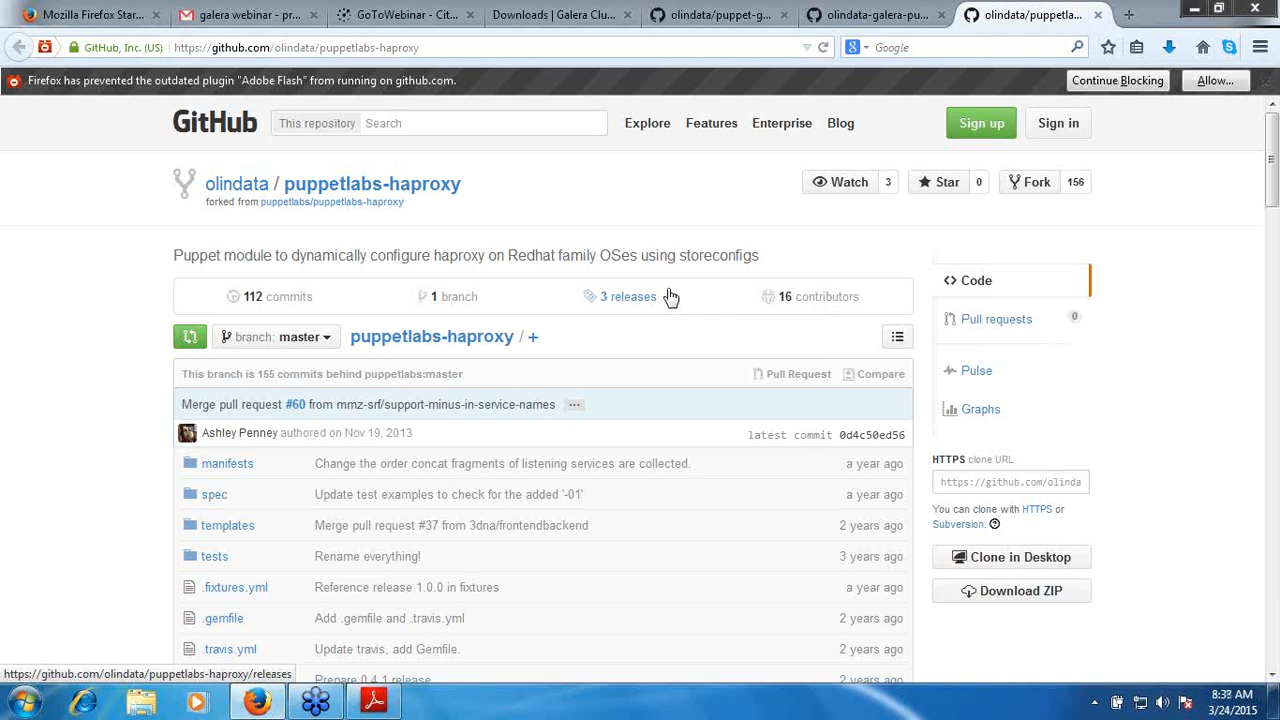 Mozilla Firefox Star...
galera webinar pr...
GoToWebinar - Cit...
Downloads | Galera Clu...
olindata/puppet-g...
olindata-galera-pu...
olindata/puppetla...
GitHub, Inc. (US)
https://github.com/olindata/puppetlabs-haproxy
Google
Firefox has prevented the outdated plugin "Adobe Flash" from running on github.com.
Continue Blocking
Allow...
GitHub
This repository
Search
Explore
Features
Enterprise
Blog
Sign up
Sign in
olindata / puppetlabs-haproxy
forked from puppetlabs/puppetlabs-haproxy
Watch 3
Star 0
Fork 156
Puppet module to dynamically configure haproxy on Redhat family OSes using storeconfigs
112 commits
1 branch
3 releases
16 contributors
branch: master
puppetlabs-haproxy / +
This branch is 155 commits behind puppetlabs:master
Pull Request
Compare
Merge pull request #60 from mmz-srf/support-minus-in-service-names ...
Ashley Penney authored on Nov 19, 2013
latest commit 0d4c50ed56
manifests Change the order concat fragments of listening services are collected. a year ago
spec Update test examples to check for the added '-01' a year ago
templates Merge pull request #37 from 3dna/frontendbackend 2 years ago
tests Rename everything! 3 years ago
.fixtures.yml Reference release 1.0.0 in fixtures a year ago
.gemfile Add .gemfile and .travis.yml 2 years ago
.travis.yml Update travis, add Gemfile. 2 years ago
Prepare 0.4.1 release 2 years ago
Code
Pull requests 0
Pulse
Graphs
HTTPS clone URL
https://github.com/olinda
You can clone with HTTPS or
Subversion.
Clone in Desktop
Download ZIP
https://github.com/olindata/puppetlabs-haproxy/releases
8:33 AM
3/24/2015